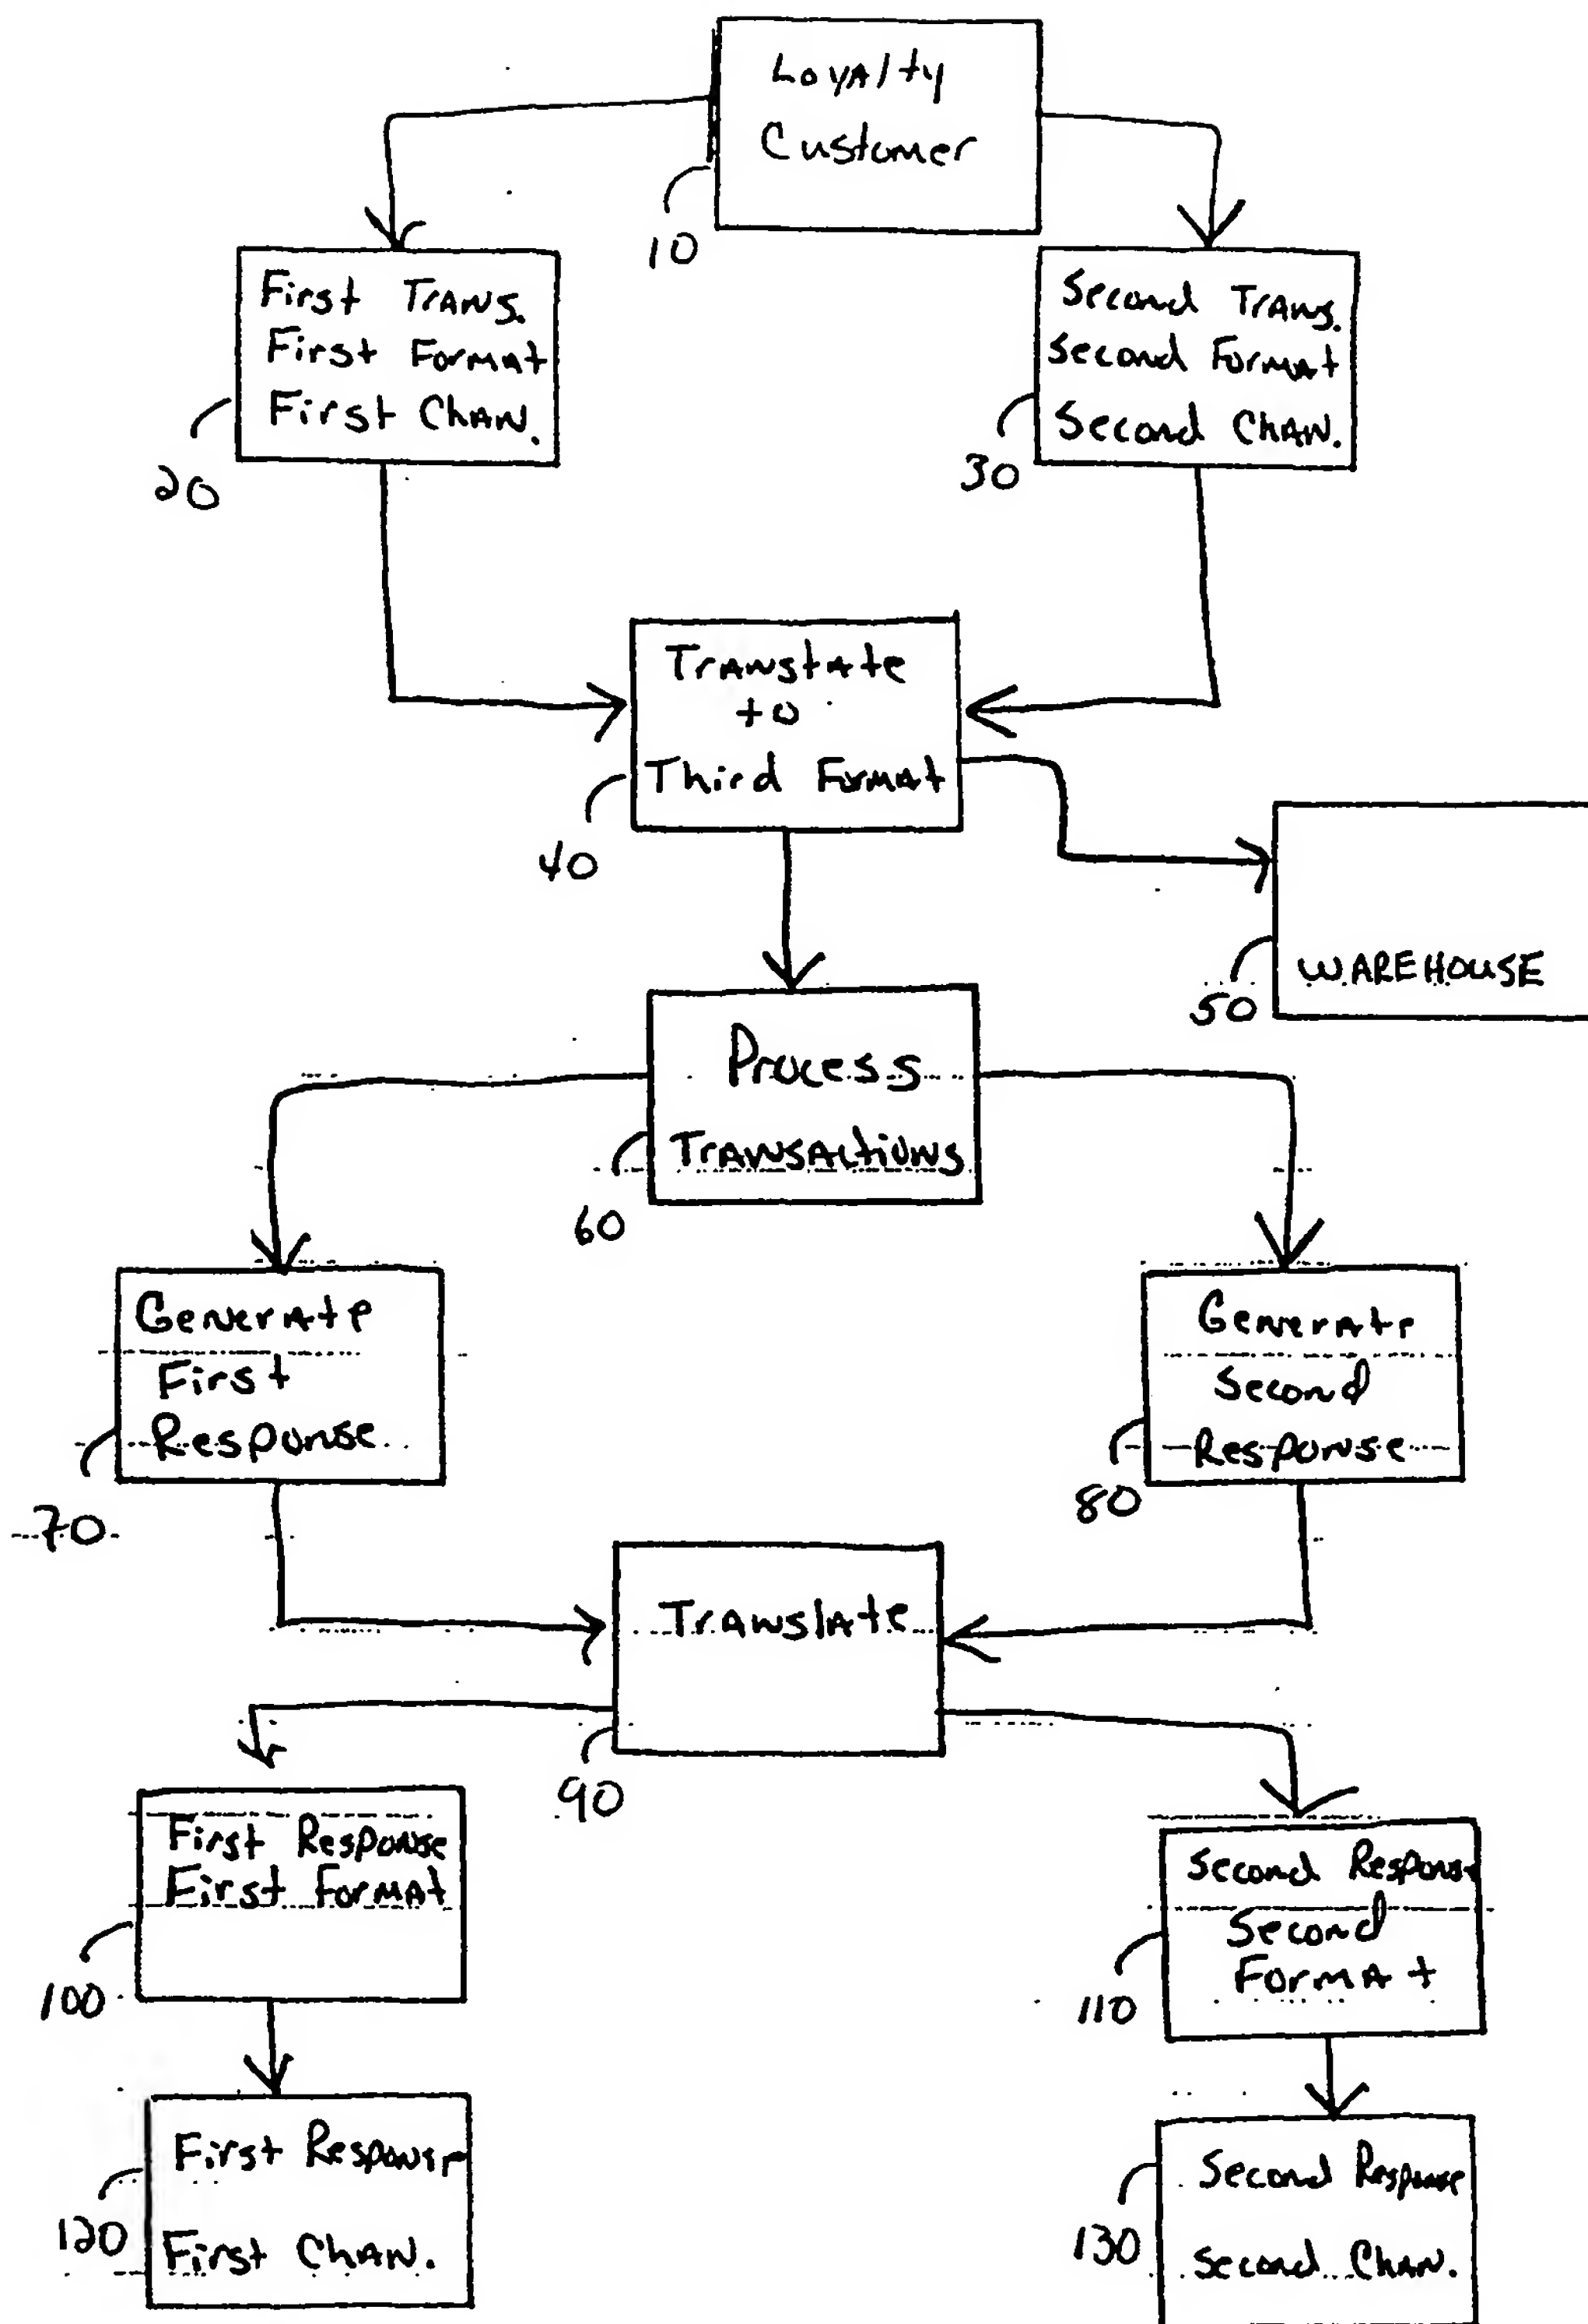 Loyalty
Customer
10
First Trans.
First Format
First Chan.
20
Second Trans.
Second Format
Second Chan.
30
Translate
to
Third Format
40
WAREHOUSE
50
Process
Transactions
60
Generate
First
Response
70
Generate
Second
Response
80
Translate
90
First Response
First Format
100
Second Response
Second
Format
110
First Response
First Chan.
120
Second Response
Second Chan.
130